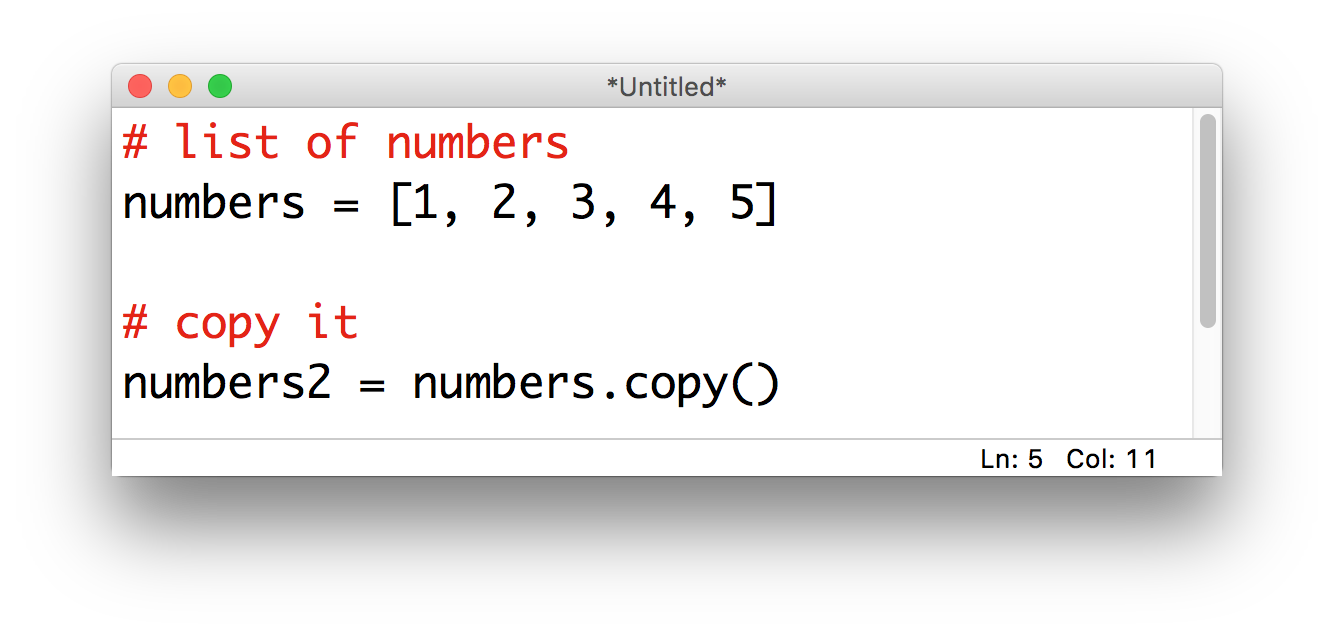 *Untitled*
# list of numbers
numbers = [1, 2, 3, 4, 5]

# copy it
numbers2 = numbers.copy()
Ln: 5 Col: 11